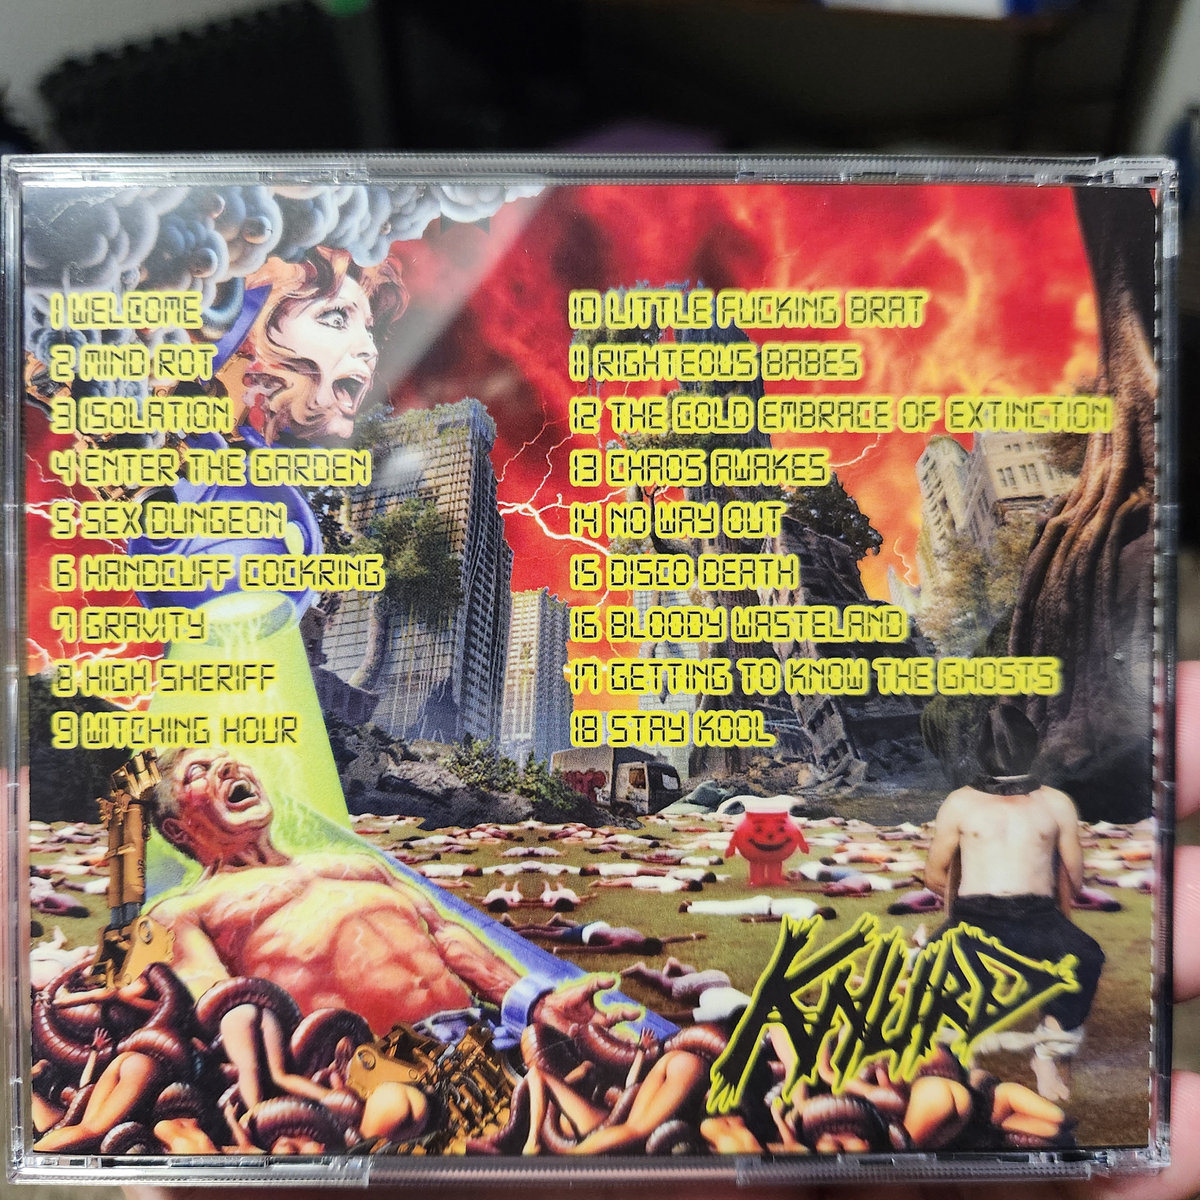 1 WELCOME
2 MIND ROT
3 ISOLATION
4 ENTER THE GARDEN
5 SEX DUNGEON
6 HANDCUFF COCKRING
7 GRAVITY
8 HIGH SHERIFF
9 WITCHING HOUR
10 LITTLE FUCKING BRAT
11 RIGHTEOUS BABES
12 THE COLD EMBRACE OF EXTINCTION
13 CHAOS AWAKES
14 NO WAY OUT
15 DISCO DEATH
16 BLOODY WASTELAND
17 GETTING TO KNOW THE GHOSTS
18 STAY KOOL
KNURD